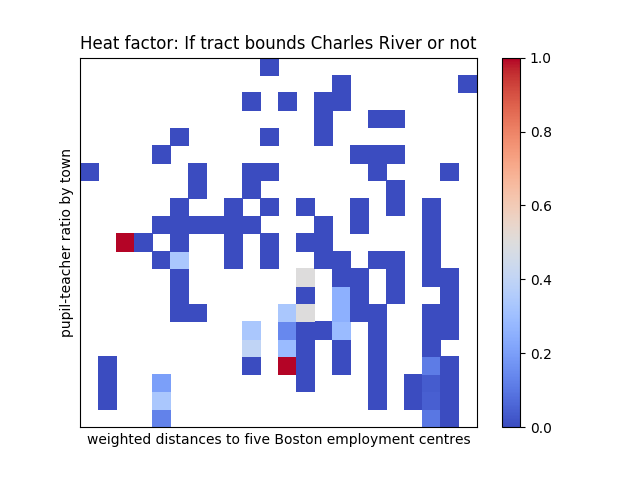 Heat factor: If tract bounds Charles River or not
pupil-teacher ratio by town
weighted distances to five Boston employment centres
1.0
0.8
0.6
0.4
0.2
0.0